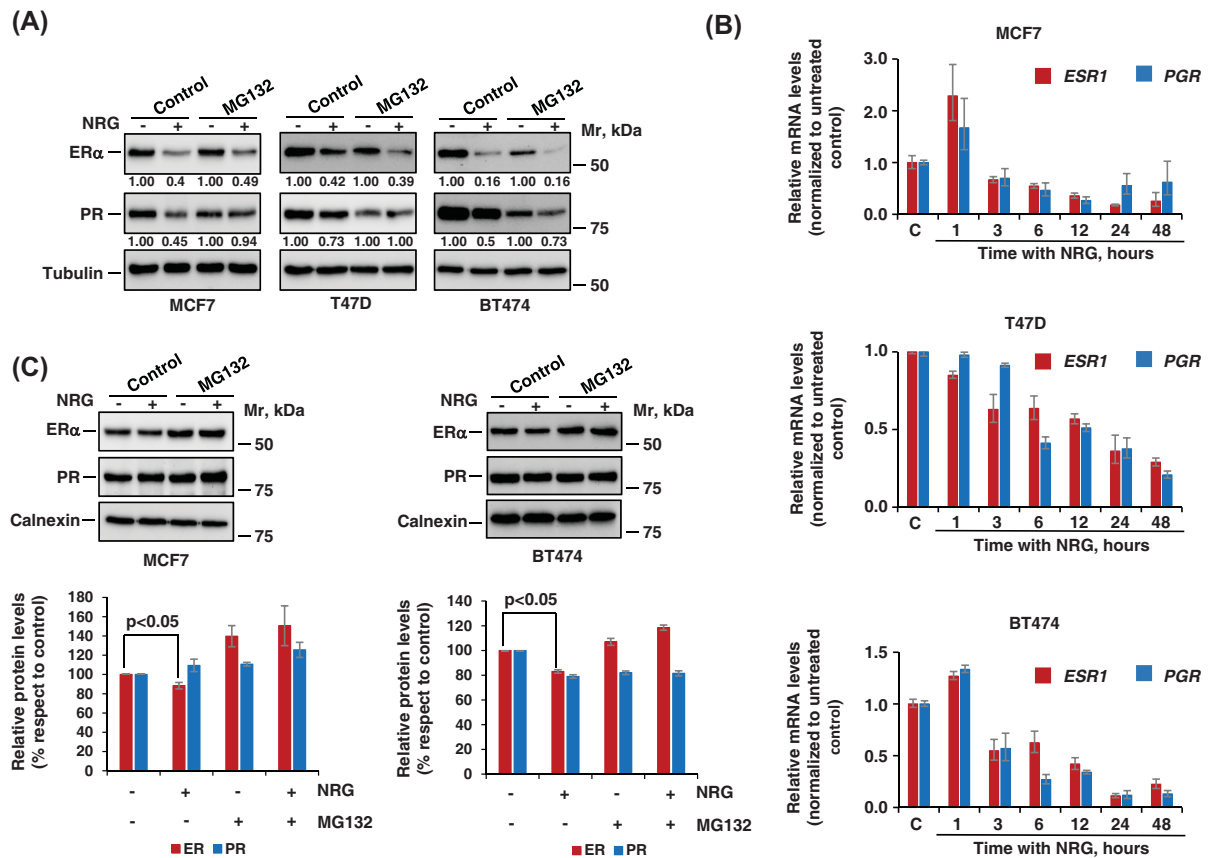 (A)
Control MG132 Control MG132 Control MG132
NRG - + - + - + - + - + - + Mr, kDa
ERα 50
1.00 0.4 1.00 0.49 1.00 0.42 1.00 0.39 1.00 0.16 1.00 0.16
PR 75
1.00 0.45 1.00 0.94 1.00 0.73 1.00 1.00 1.00 0.5 1.00 0.73
Tubulin 50
MCF7 T47D BT474
(B)
MCF7
ESR1 PGR
Relative mRNA levels
(normalized to untreated
control)
3.0
2.0
1.0
0.0
C 1 3 6 12 24 48
Time with NRG, hours
T47D
ESR1 PGR
Relative mRNA levels
(normalized to untreated
control)
1.0
0.5
0.0
C 1 3 6 12 24 48
Time with NRG, hours
BT474
ESR1 PGR
Relative mRNA levels
(normalized to untreated
control)
1.5
1.0
0.5
0.0
C 1 3 6 12 24 48
Time with NRG, hours
(C)
Control MG132
NRG - + - + Mr, kDa
ERα 50
PR 75
Calnexin 75
MCF7
Control MG132
NRG - + - + Mr, kDa
ERα 50
PR 75
Calnexin 75
BT474
Relative protein levels
(% respect to control)
180
160
140
120
100
80
60
40
20
0
p<0.05
- + - + NRG
- - + + MG132
ER PR
Relative protein levels
(% respect to control)
140
120
100
80
60
40
20
0
p<0.05
- + - + NRG
- - + + MG132
ER PR